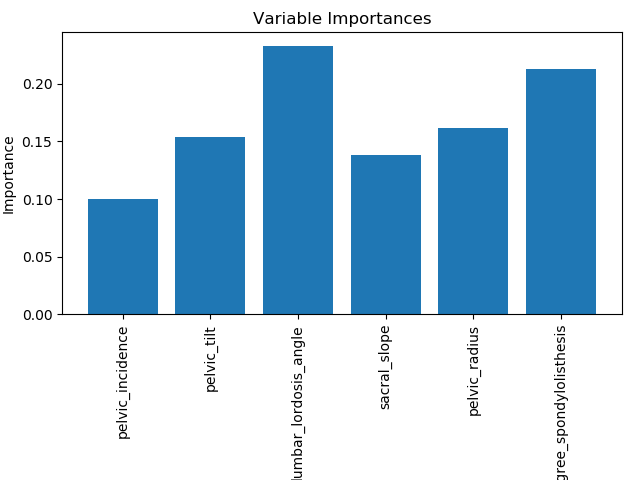 Variable Importances
Importance
0.20
0.15
0.10
0.05
0.00
pelvic_incidence
pelvic_tilt
lumbar_lordosis_angle
sacral_slope
pelvic_radius
gree_spondylolisthesis